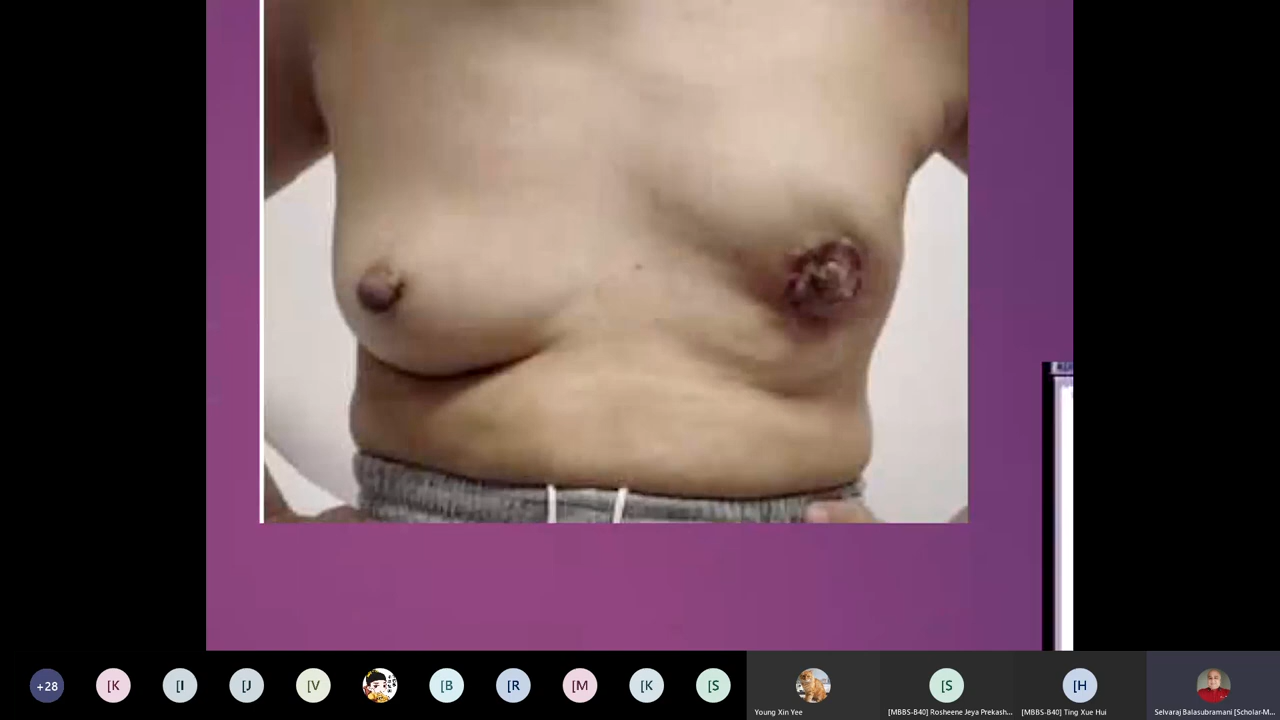 +28
[K
[I
[J
[V
[B
[R
[M
[K
[S
[S
[H
Young Xin Yee
[MBBS-B40] Rosheene Jeya Prekash...
[MBBS-B40] Ting Xue Hui
Selvaraj Balasubramani [Scholar-M...